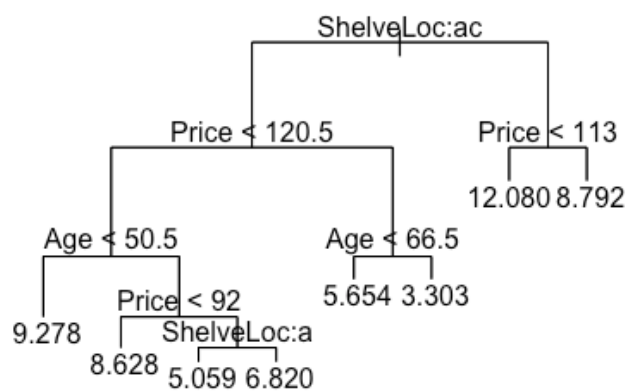 ShelveLoc:ac
Price < 120.5
Price < 113
12.080 8.792
Age < 50.5
Age < 66.5
5.654 3.303
Price < 92
9.278
ShelveLoc:a
8.628
5.059 6.820